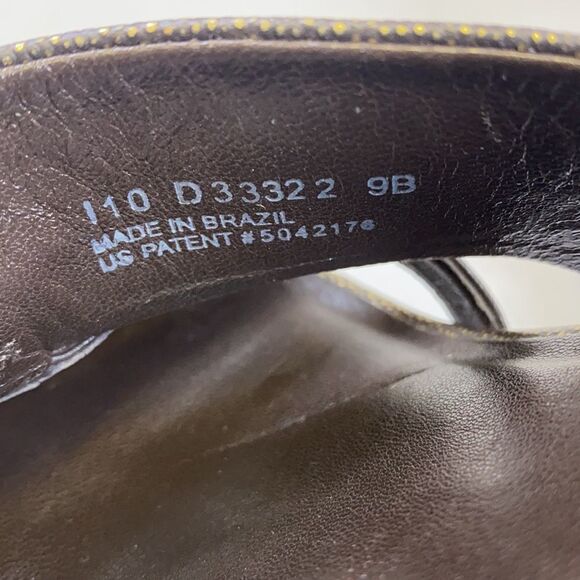 I10 D33322 9B
MADE IN BRAZIL
US PATENT #5042176